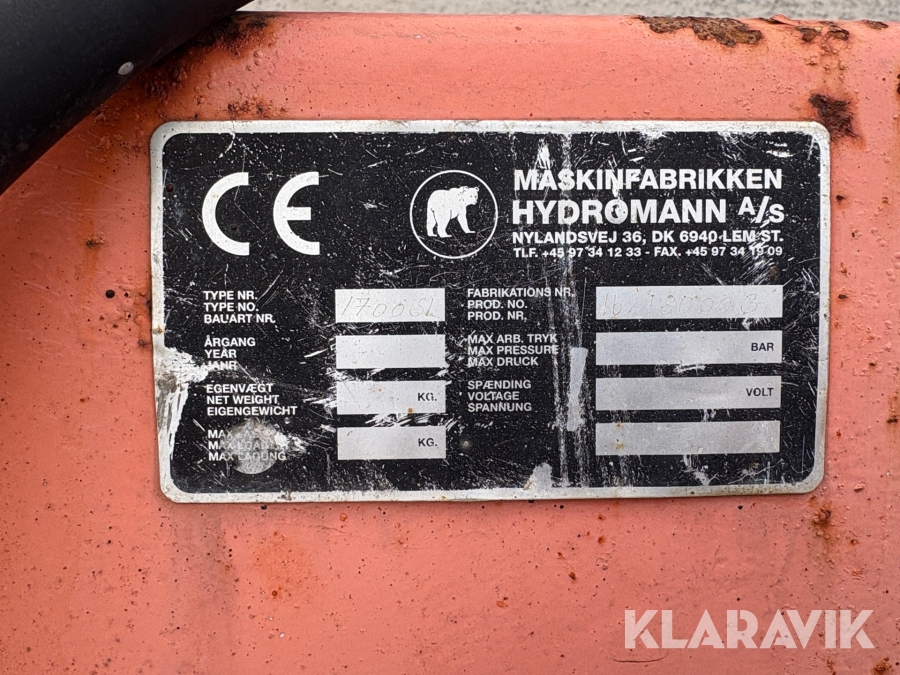 CE
MASKINFABRIKKEN
HYDROMANN A/S
NYLANDSVEJ 36, DK 6940 LEM ST.
TLF. +45 97 34 12 33 - FAX. +45 97 34 19 09
TYPE NR.
TYPE NO.
BAUART NR.
1700SL
FABRIKATIONS NR.
PROD. NO.
PROD. NR.
ÅRGANG
YEAR
JAHR
MAX ARB. TRYK
MAX PRESSURE
MAX DRUCK
BAR
EGENVÆGT
NET WEIGHT
EIGENGEWICHT
KG.
SPÆNDING
VOLTAGE
SPANNUNG
VOLT
MAX
MAX LOAD
MAX LADUNG
KG.
KLARAVIK